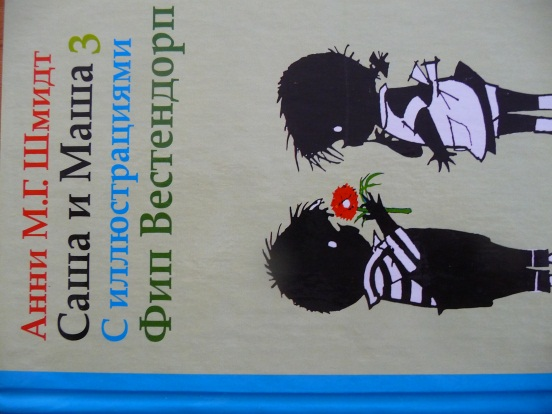 Анни М.Г. Шмидт
Саша и Маша 3
С иллюстрациями
Фип Вестендорп